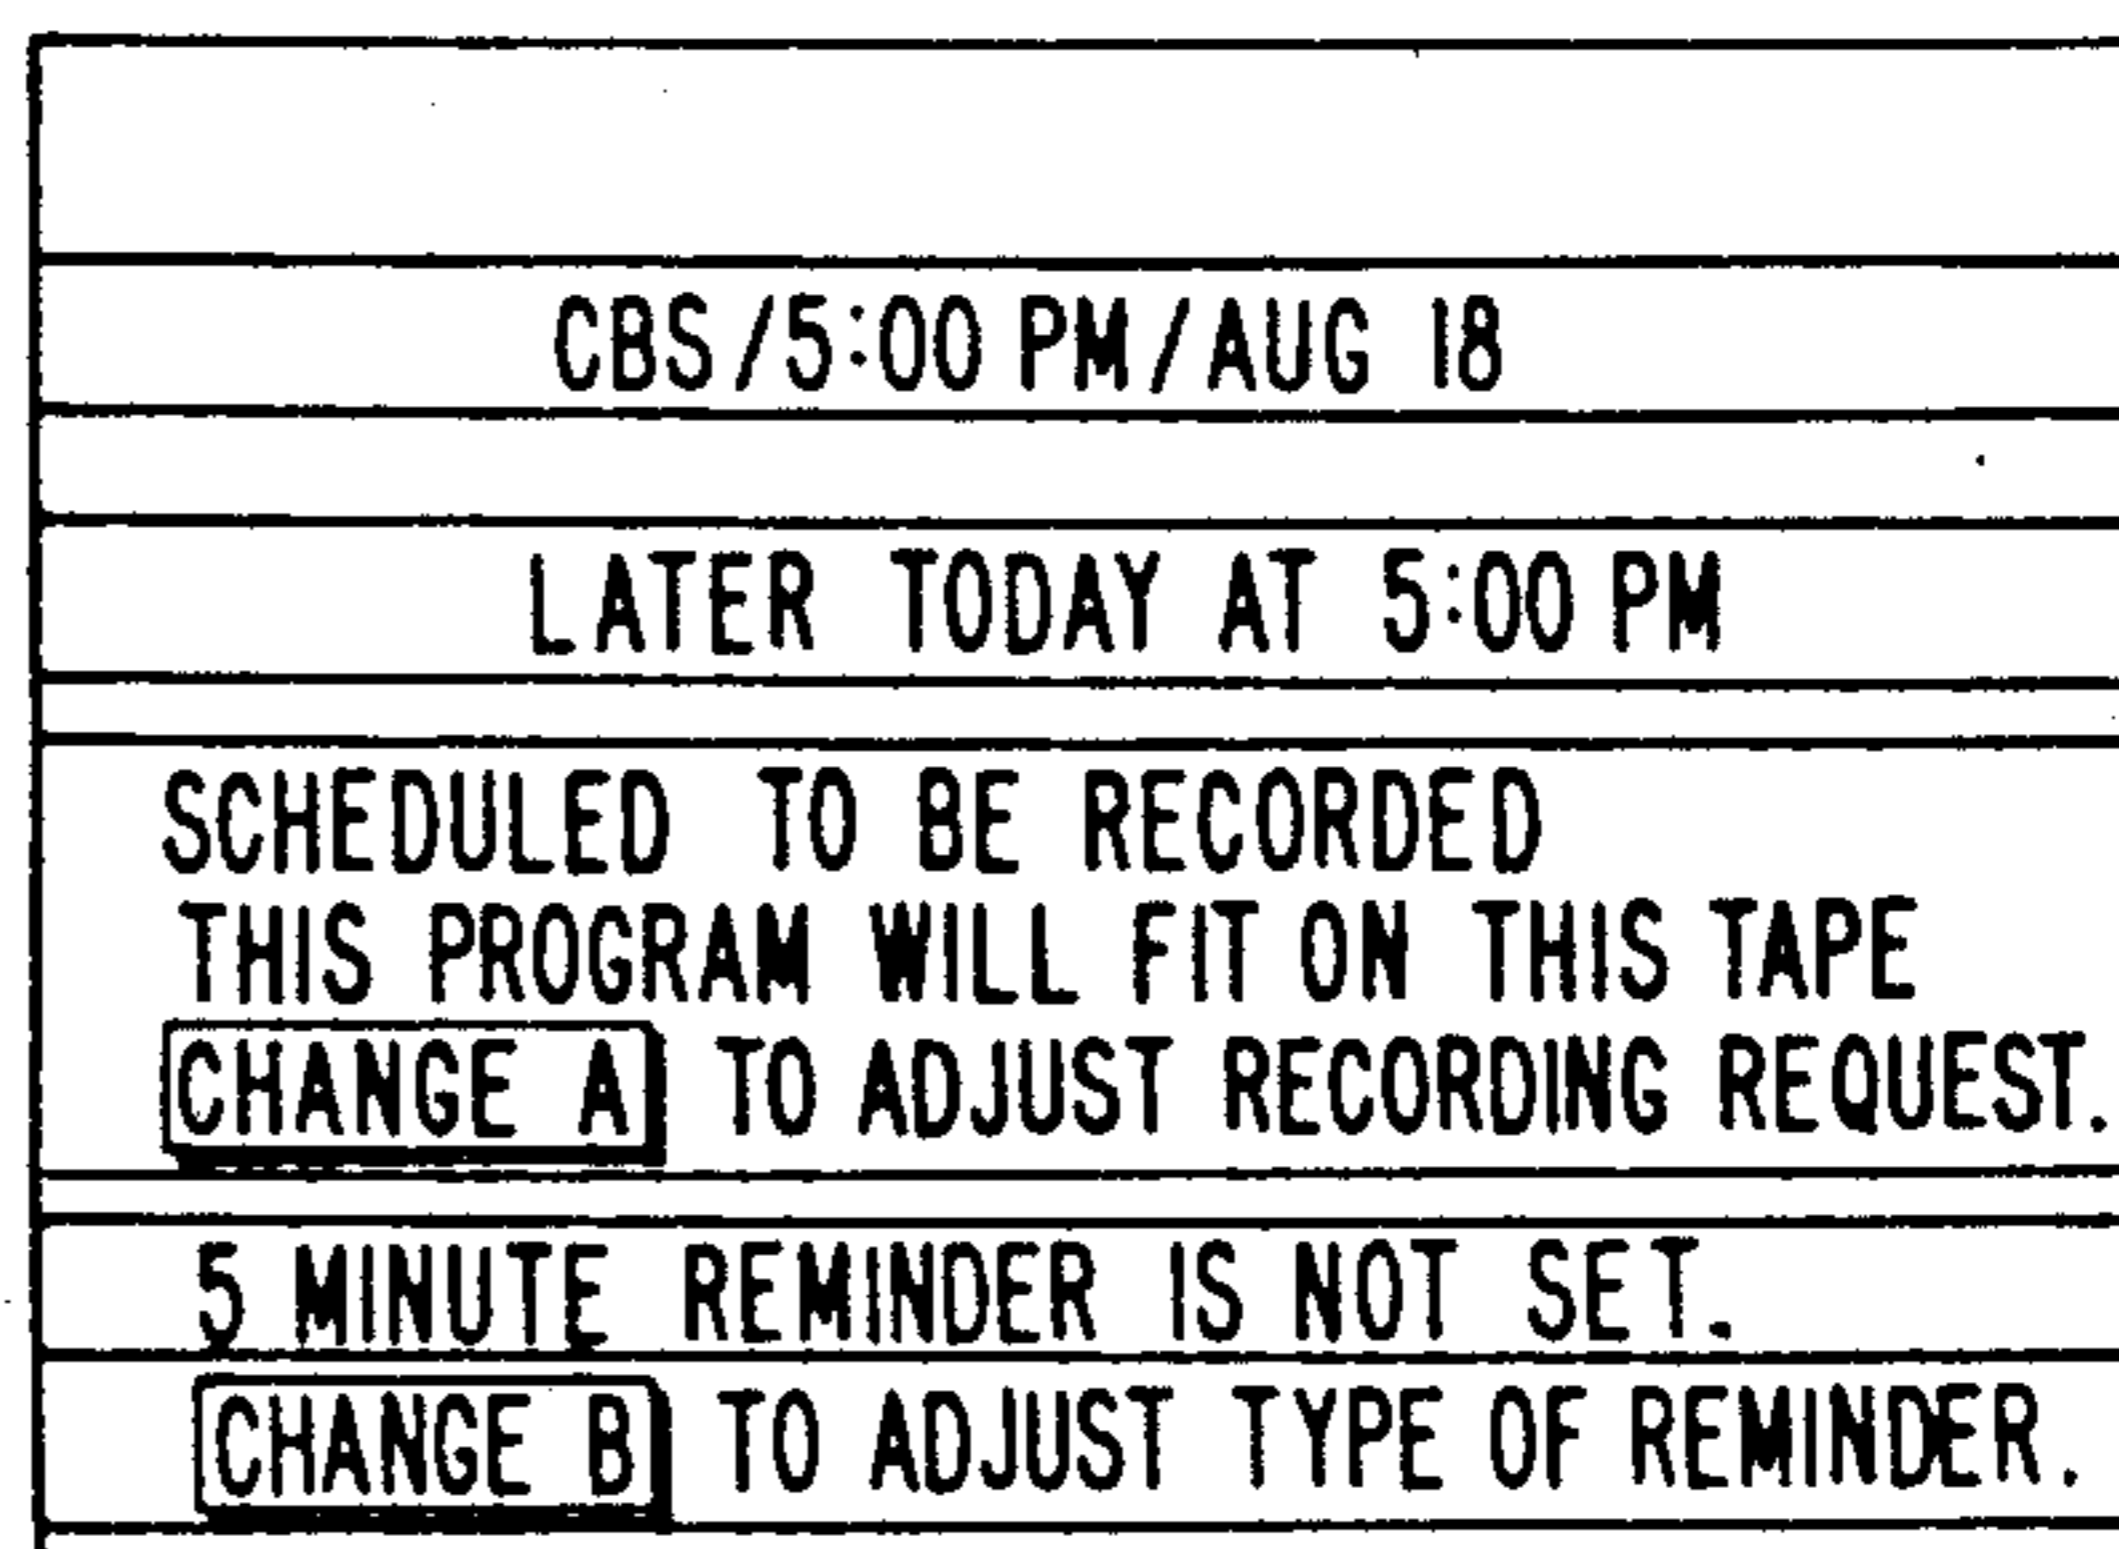 CBS/5:00 PM/AUG 18
LATER TODAY AT 5:00 PM
SCHEDULED TO BE RECORDED
THIS PROGRAM WILL FIT ON THIS TAPE
CHANGE A TO ADJUST RECORDING REQUEST.
5 MINUTE REMINDER IS NOT SET.
CHANGE B TO ADJUST TYPE OF REMINDER.